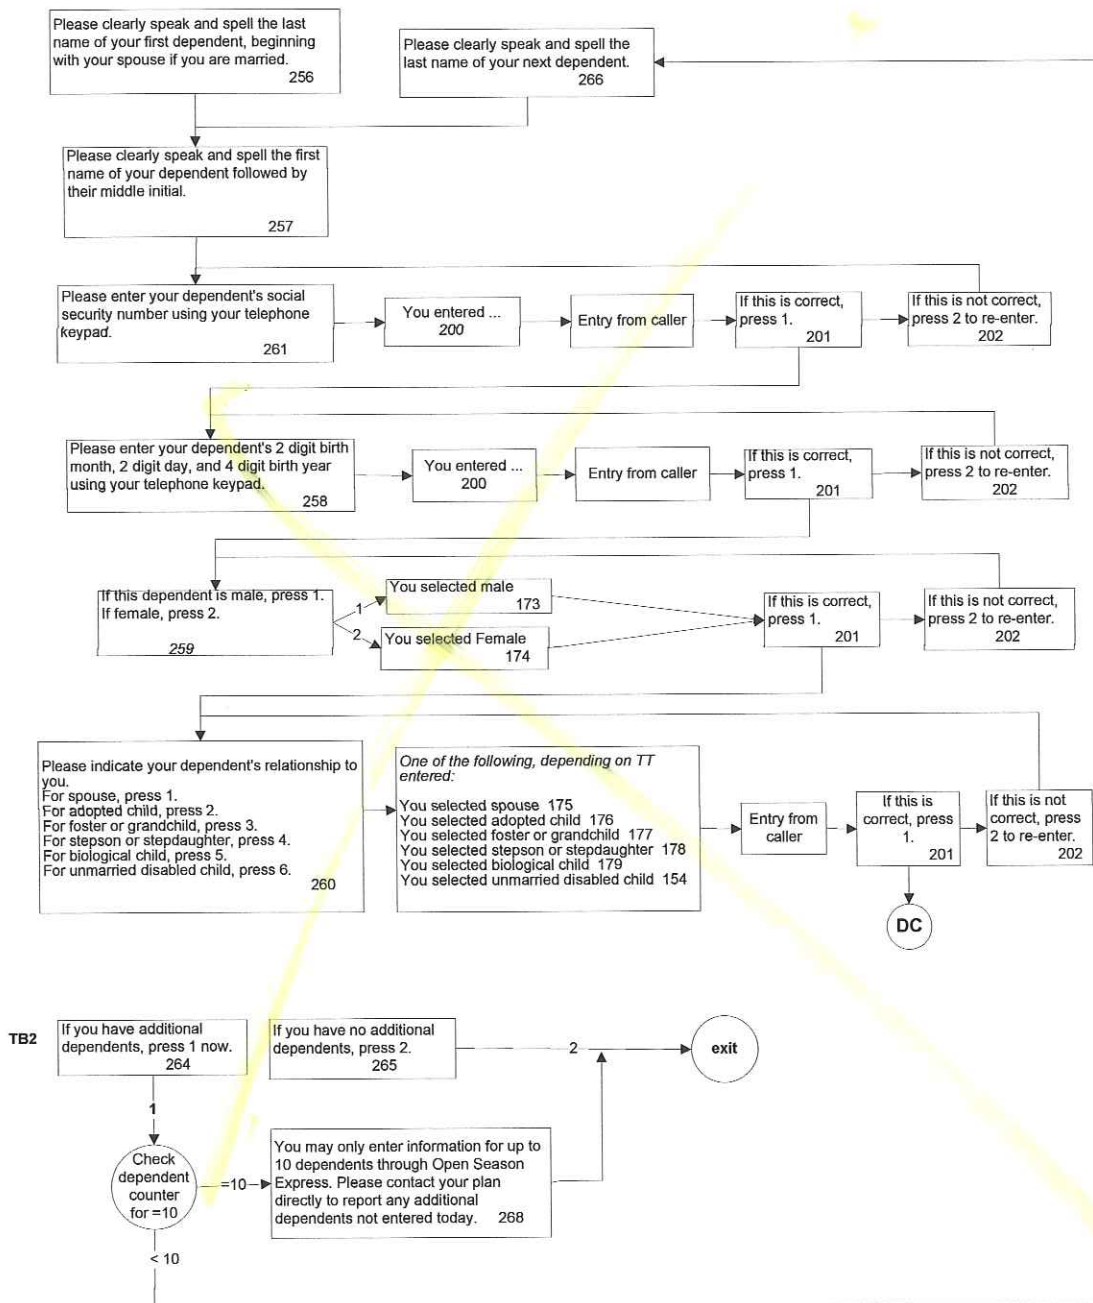 Please clearly speak and spell the last
name of your first dependent, beginning
with your spouse if you are married.
256
Please clearly speak and spell the
last name of your next dependent.
266
Please clearly speak and spell the first
name of your dependent followed by
their middle initial.
257
Please enter your dependent's social
security number using your telephone
keypad.
261
You entered ...
200
Entry from caller
If this is correct,
press 1.
201
If this is not correct,
press 2 to re-enter.
202
Please enter your dependent's 2 digit birth
month, 2 digit day, and 4 digit birth year
using your telephone keypad.
258
You entered ...
200
Entry from caller
If this is correct,
press 1.
201
If this is not correct,
press 2 to re-enter.
202
If this dependent is male, press 1.
If female, press 2.
259
1
You selected male
173
2
You selected Female
174
If this is correct,
press 1.
201
If this is not correct,
press 2 to re-enter.
202
Please indicate your dependent's relationship to
you.
For spouse, press 1.
For adopted child, press 2.
For foster or grandchild, press 3.
For stepson or stepdaughter, press 4.
For biological child, press 5.
For unmarried disabled child, press 6.
260
One of the following, depending on TT
entered:
You selected spouse 175
You selected adopted child 176
You selected foster or grandchild 177
You selected stepson or stepdaughter 178
You selected biological child 179
You selected unmarried disabled child 154
Entry from
caller
If this is
correct, press
1.
201
If this is not
correct, press
2 to re-enter.
202
DC
TB2
If you have additional
dependents, press 1 now.
264
If you have no additional
dependents, press 2.
265
2
exit
1
Check
dependent
counter
for =10
=10
You may only enter information for up to
10 dependents through Open Season
Express. Please contact your plan
directly to report any additional
dependents not entered today. 268
< 10